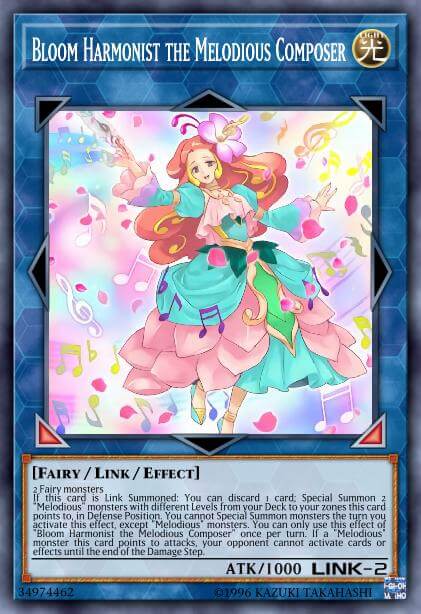 BLOOM HARMONIST THE MELODIOUS COMPOSER
LIGHT
光
[FAIRY / LINK / EFFECT]
2 Fairy monsters
If this card is Link Summoned: You can discard 1 card; Special Summon 2
"Melodious" monsters with different Levels from your Deck to your zones this card
points to, in Defense Position. You cannot Special Summon monsters the turn you
activate this effect, except "Melodious" monsters. You can only use this effect of
"Bloom Harmonist the Melodious Composer" once per turn. If a "Melodious"
monster this card points to attacks, your opponent cannot activate cards or
effects until the end of the Damage Step.
ATK/1000 LINK-2
34974462 ©1996 KAZUKI TAKAHASHI